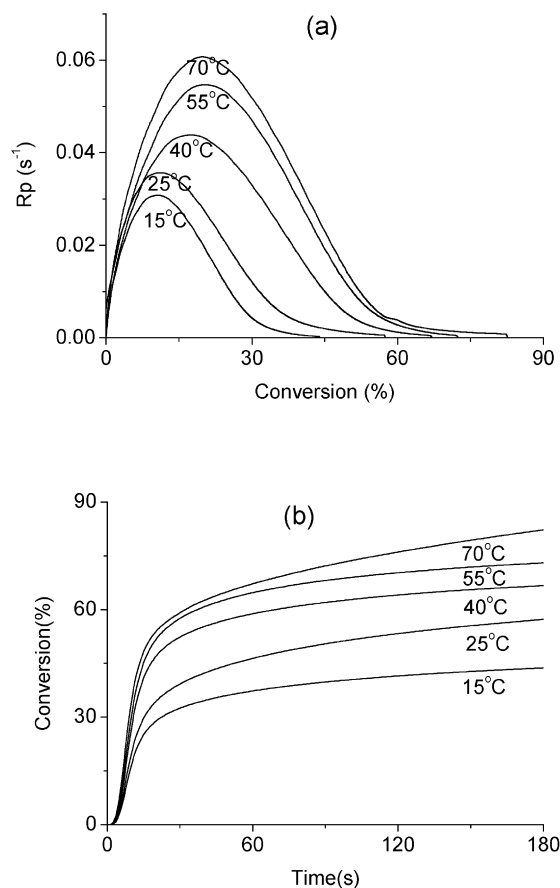 (a)
0.06
0.04
0.02
0.00
Rp (s⁻¹)
70°C
55°C
40°C
25°C
15°C
0
30
60
90
Conversion (%)
(b)
90
60
30
0
Conversion(%)
70°C
55°C
40°C
25°C
15°C
0
60
120
180
Time(s)